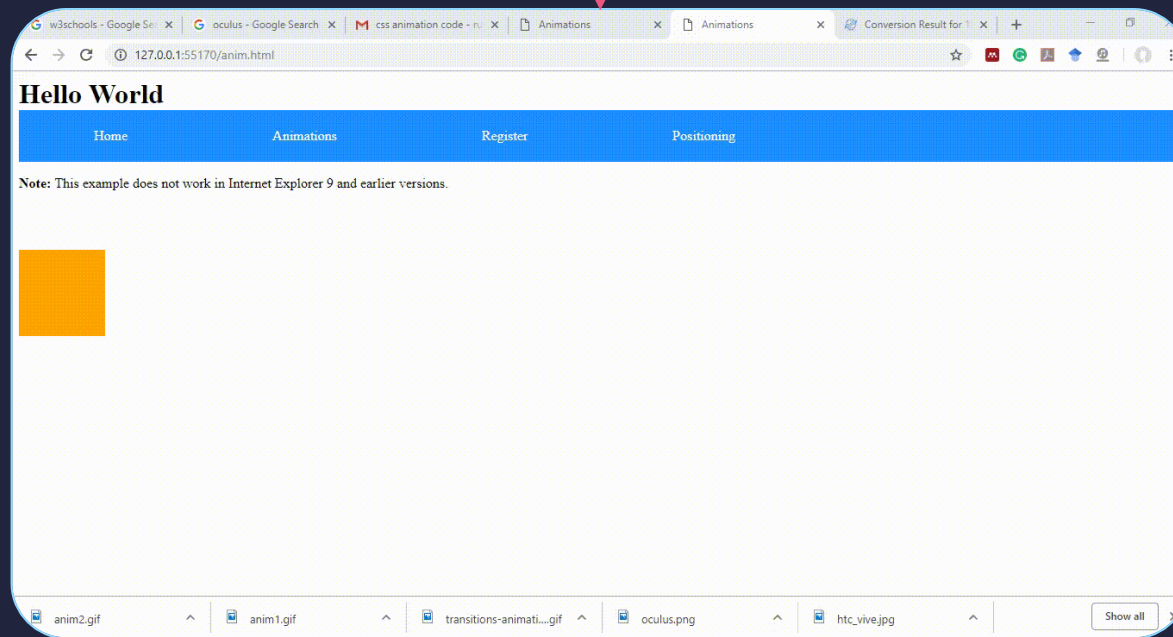 w3schools - Google Se
oculus - Google Search
css animation code - r
Animations
Animations
Conversion Result for 1
127.0.0.1:55170/anim.html
Hello World
Home
Animations
Register
Positioning
Note: This example does not work in Internet Explorer 9 and earlier versions.
anim2.gif
anim1.gif
transitions-animati....gif
oculus.png
htc_vive.jpg
Show all